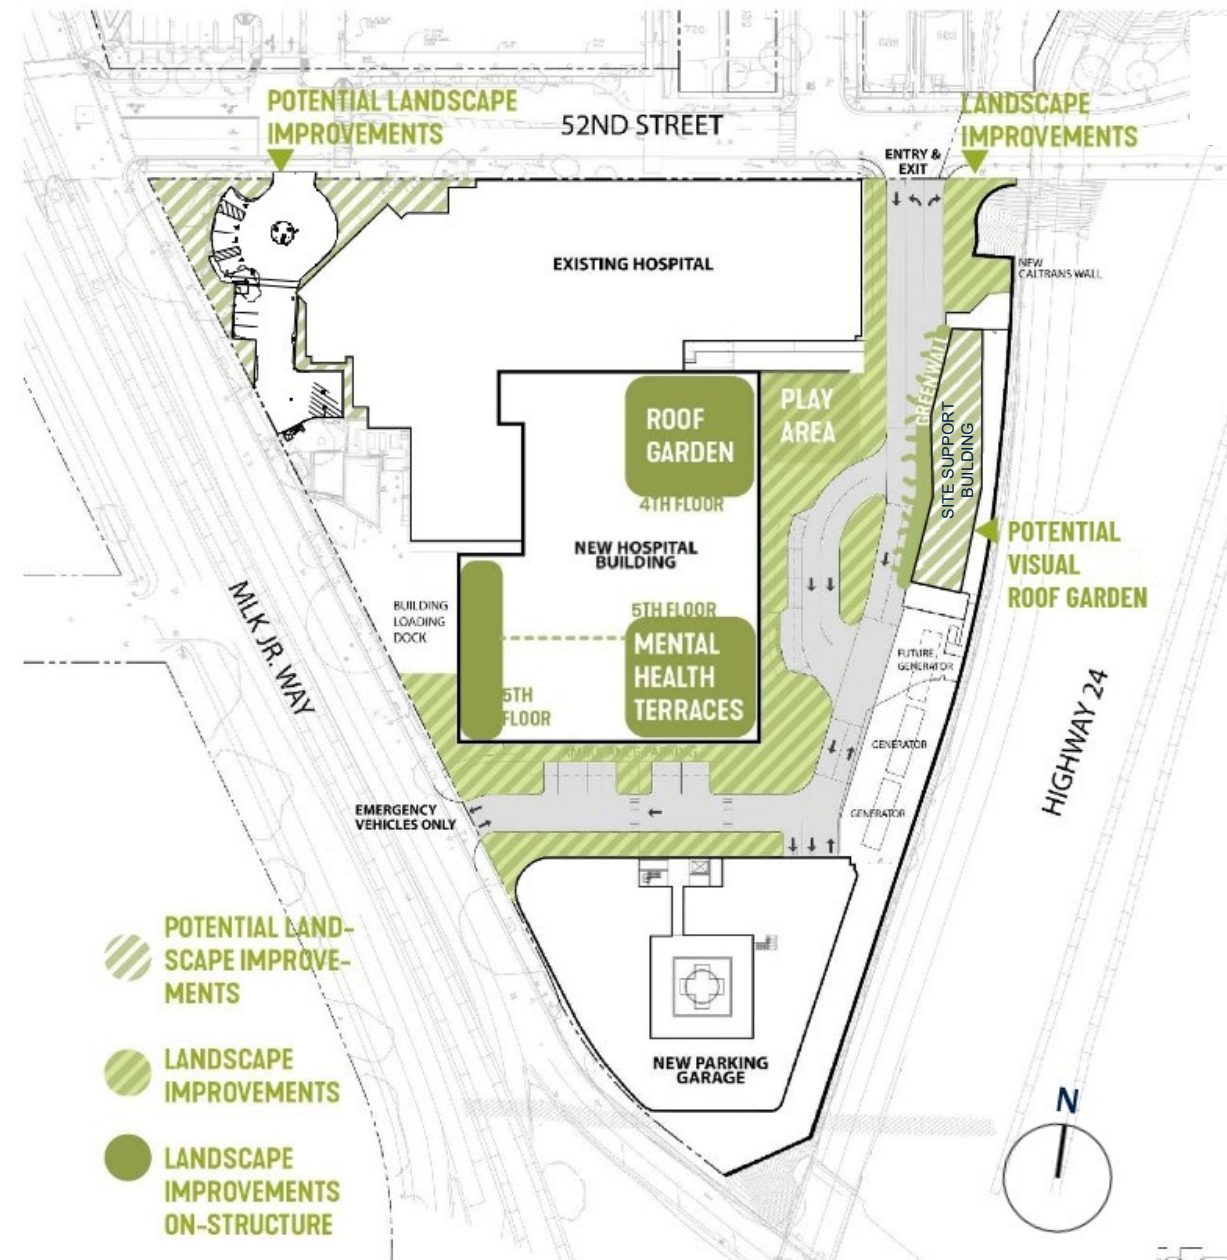 POTENTIAL LANDSCAPE
IMPROVEMENTS
52ND STREET
LANDSCAPE
IMPROVEMENTS
ENTRY &
EXIT
EXISTING HOSPITAL
NEW
CALTRANS WALL
GREENWALL
ROOF
GARDEN
4TH FLOOR
PLAY
AREA
SITE SUPPORT
BUILDING
POTENTIAL
VISUAL
ROOF GARDEN
NEW HOSPITAL
BUILDING
MLK JR. WAY
BUILDING
LOADING
DOCK
5TH FLOOR
MENTAL
HEALTH
TERRACES
5TH
FLOOR
FUTURE
GENERATOR
HIGHWAY 24
GENERATOR
AMBULANCE PARKING
EMERGENCY
VEHICLES ONLY
GENERATOR
POTENTIAL LAND-
SCAPE IMPROVE-
MENTS
LANDSCAPE
IMPROVEMENTS
LANDSCAPE
IMPROVEMENTS
ON-STRUCTURE
NEW PARKING
GARAGE
N